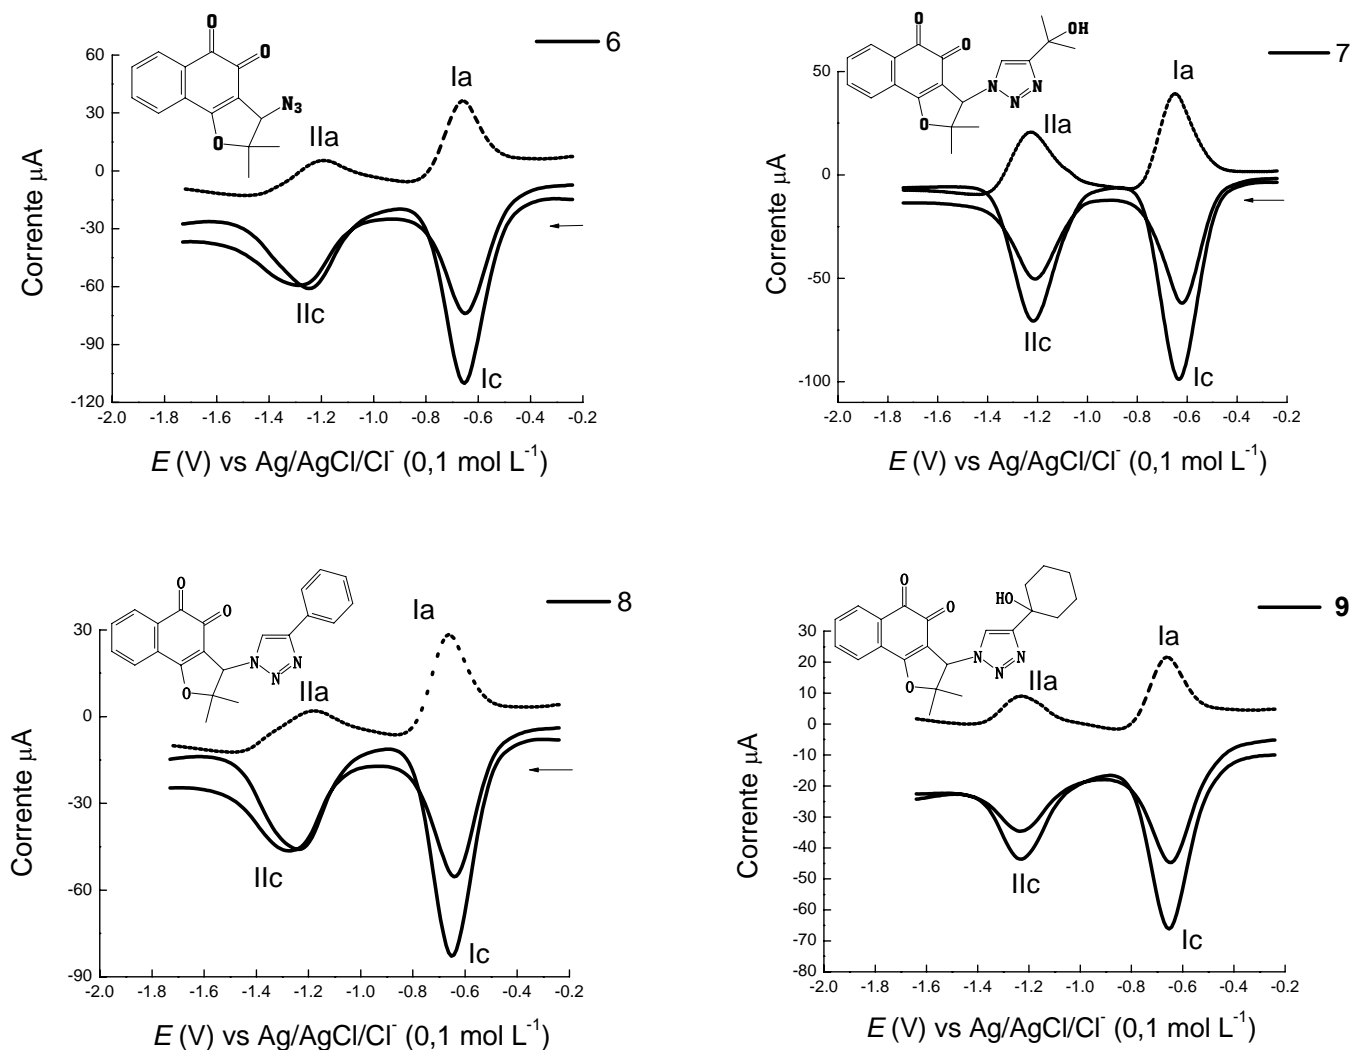 6
O
O
N₃
O
Ia
IIa
IIc
Ic
60
30
0
-30
-60
-90
-120
Corrente µA
-2.0 -1.8 -1.6 -1.4 -1.2 -1.0 -0.8 -0.6 -0.4 -0.2
E (V) vs Ag/AgCl/Cl⁻ (0,1 mol L⁻¹)
7
OH
O
O
N N
N
O
Ia
IIa
IIc
Ic
50
0
-50
-100
Corrente µA
-2.0 -1.8 -1.6 -1.4 -1.2 -1.0 -0.8 -0.6 -0.4 -0.2
E (V) vs Ag/AgCl/Cl⁻ (0,1 mol L⁻¹)
8
O
O
N N
N
O
Ia
IIa
IIc
Ic
30
0
-30
-60
-90
Corrente µA
-2.0 -1.8 -1.6 -1.4 -1.2 -1.0 -0.8 -0.6 -0.4 -0.2
E (V) vs Ag/AgCl/Cl⁻ (0,1 mol L⁻¹)
9
HO
O
O
N N
N
O
Ia
IIa
IIc
Ic
30
20
10
0
-10
-20
-30
-40
-50
-60
-70
-80
Corrente µA
-2.0 -1.8 -1.6 -1.4 -1.2 -1.0 -0.8 -0.6 -0.4 -0.2
E (V) vs Ag/AgCl/Cl⁻ (0,1 mol L⁻¹)